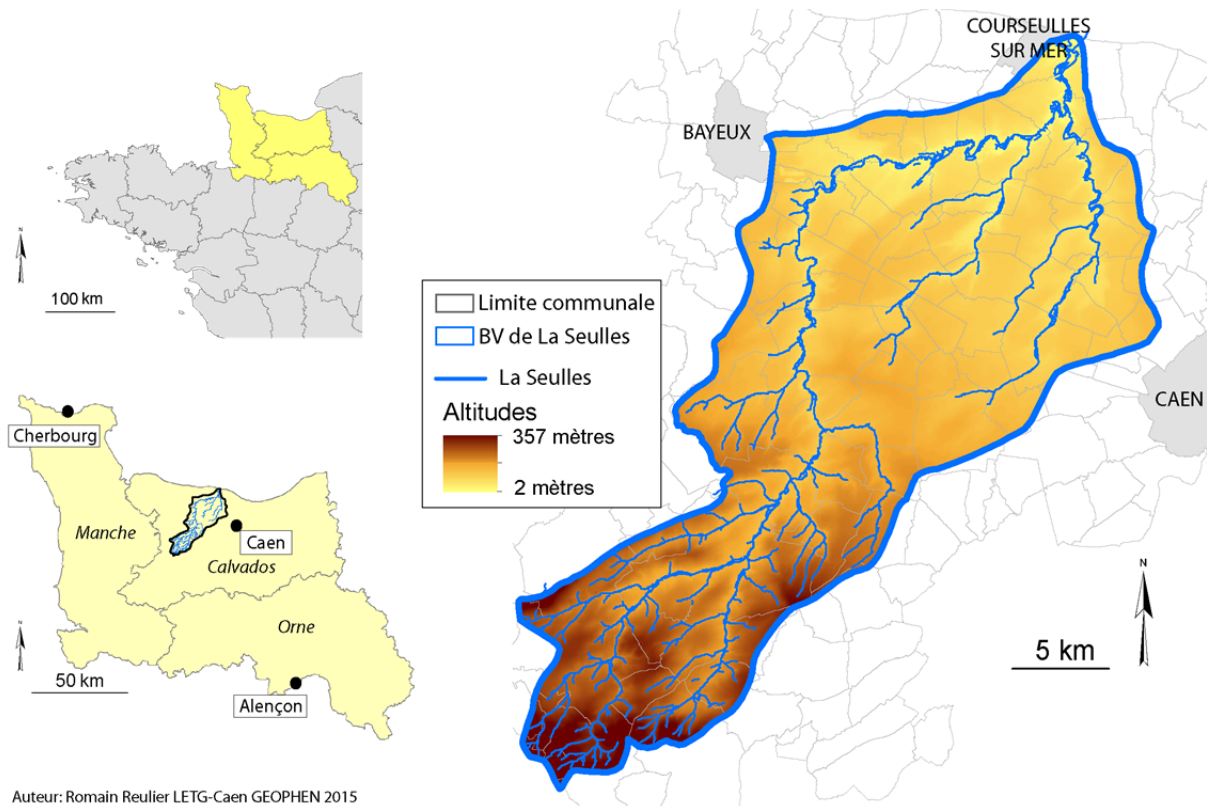 N
100 km
Cherbourg
Manche
Caen
Calvados
Orne
N
50 km
Alençon
Auteur: Romain Reulier LETG-Caen GEOPHEN 2015
Limite communale
BV de La Seulles
La Seulles
Altitudes
357 mètres
2 mètres
COURSEULLES
SUR MER
BAYEUX
CAEN
N
5 km